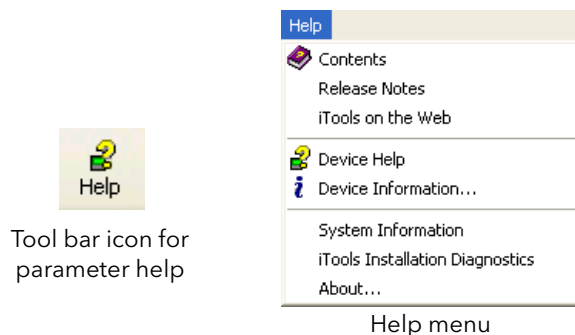 Help
Tool bar icon for
parameter help
Help
Contents
Release Notes
iTools on the Web
Device Help
Device Information...
System Information
iTools Installation Diagnostics
About...
Help menu